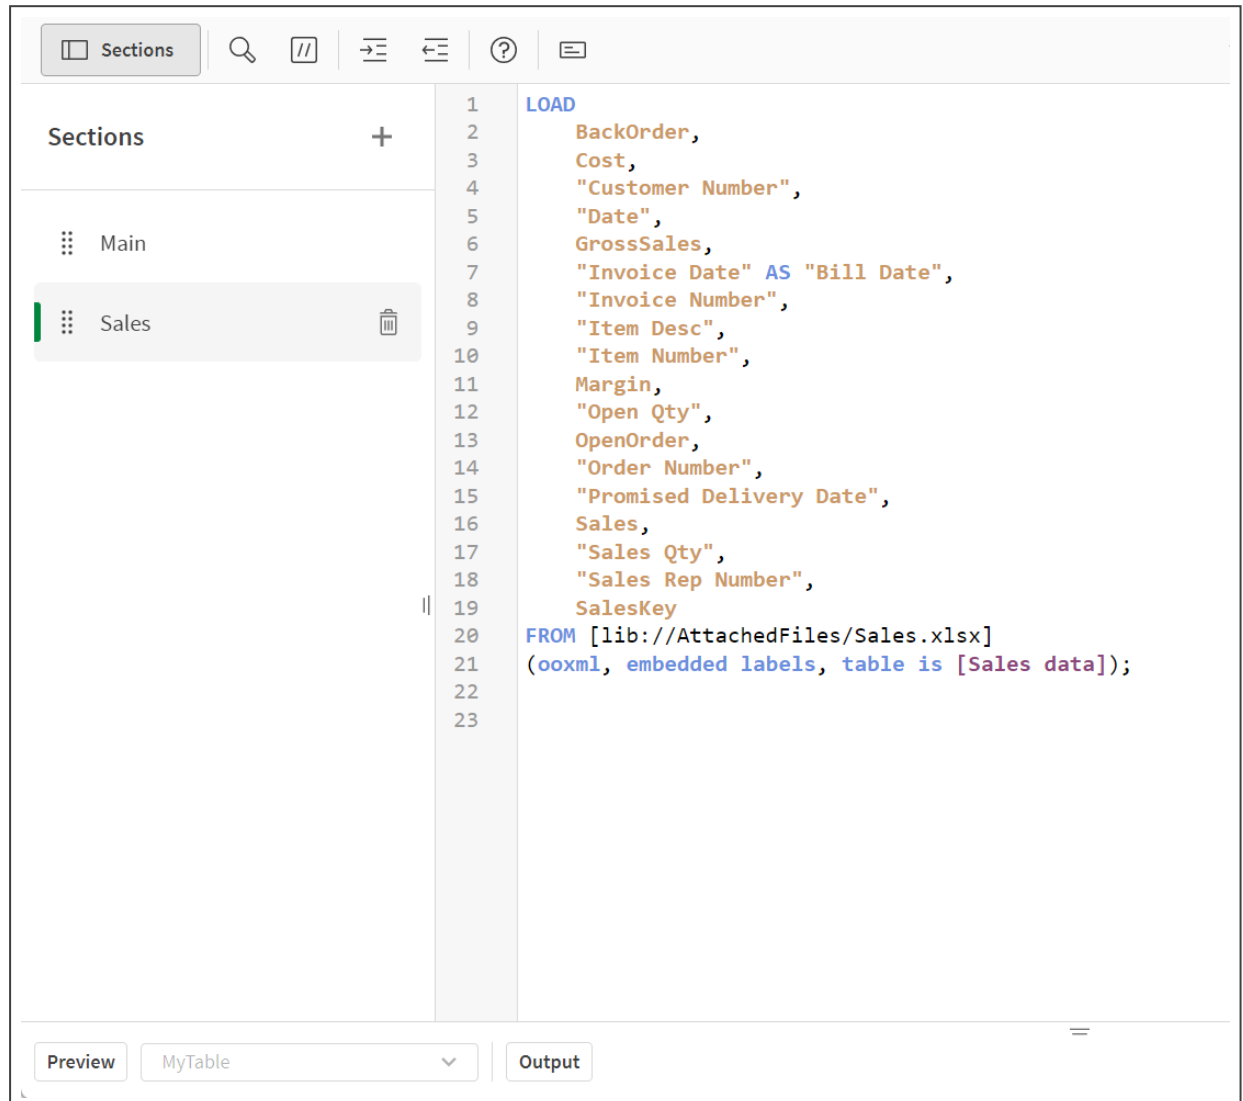 Sections
Sections
Main
Sales
1 LOAD
2 BackOrder,
3 Cost,
4 "Customer Number",
5 "Date",
6 GrossSales,
7 "Invoice Date" AS "Bill Date",
8 "Invoice Number",
9 "Item Desc",
10 "Item Number",
11 Margin,
12 "Open Qty",
13 OpenOrder,
14 "Order Number",
15 "Promised Delivery Date",
16 Sales,
17 "Sales Qty",
18 "Sales Rep Number",
19 SalesKey
20 FROM [lib://AttachedFiles/Sales.xlsx]
21 (ooxml, embedded labels, table is [Sales data]);
22
23
Preview MyTable Output